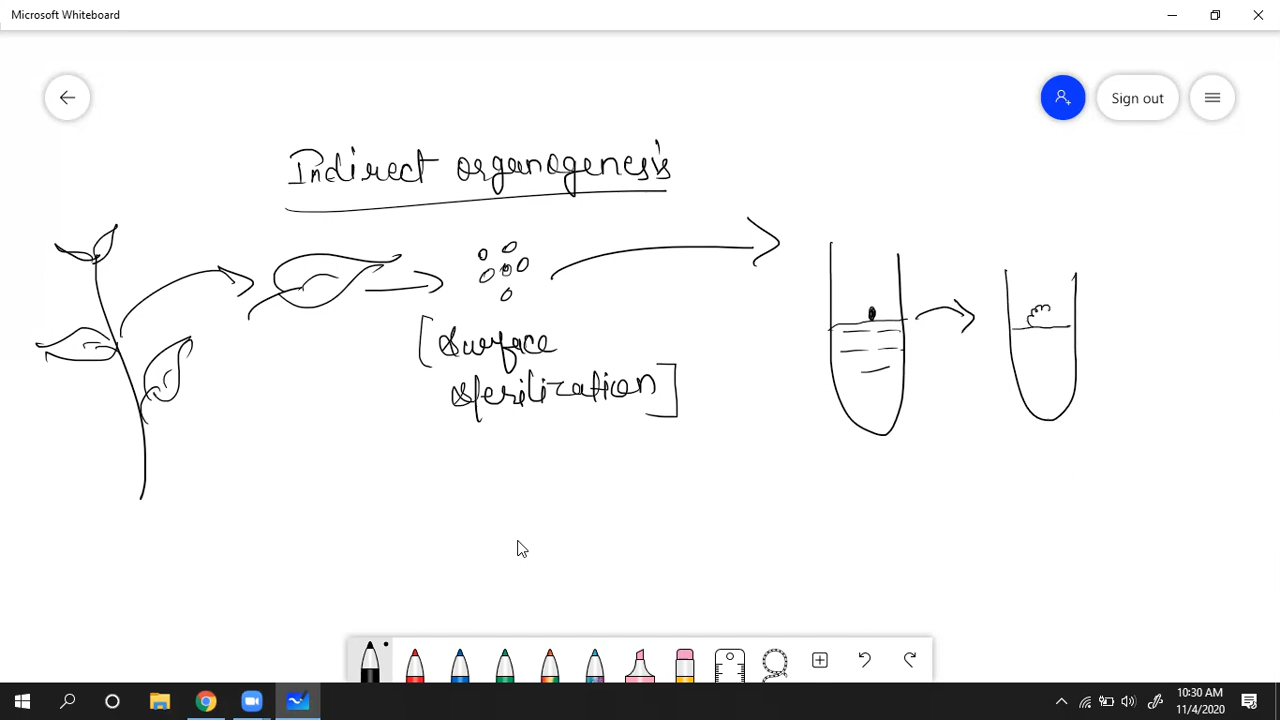 Microsoft Whiteboard
Sign out
Indirect organogenesis
[Surface
sterilization]
10:30 AM
11/4/2020